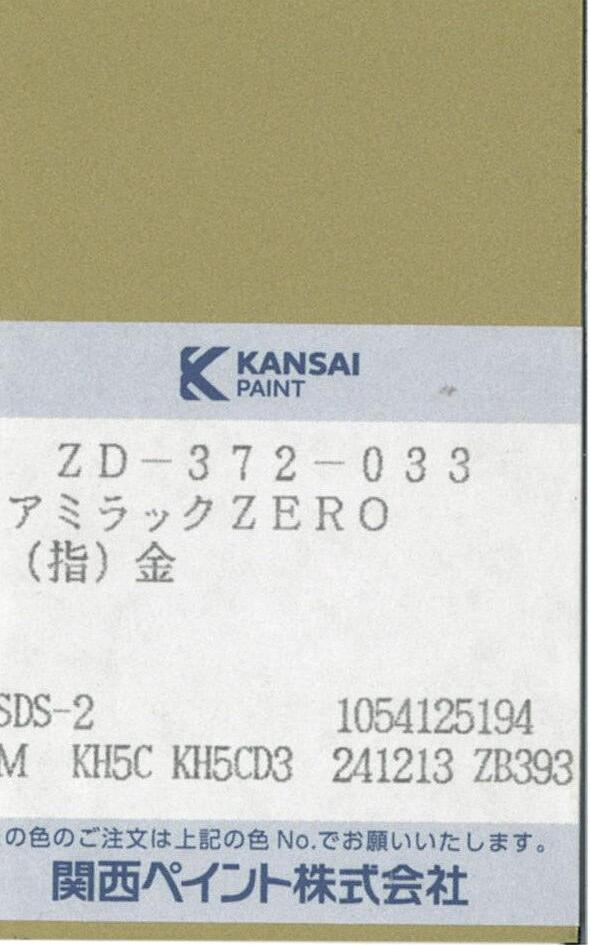 KANSAI
PAINT
ZD-372-033
アミラックZERO
(指)金
SDS-2 1054125194
M KH5C KH5CD3 241213 ZB393
の色のご注文は上記の色No.でお願いいたします。
関西ペイント株式会社